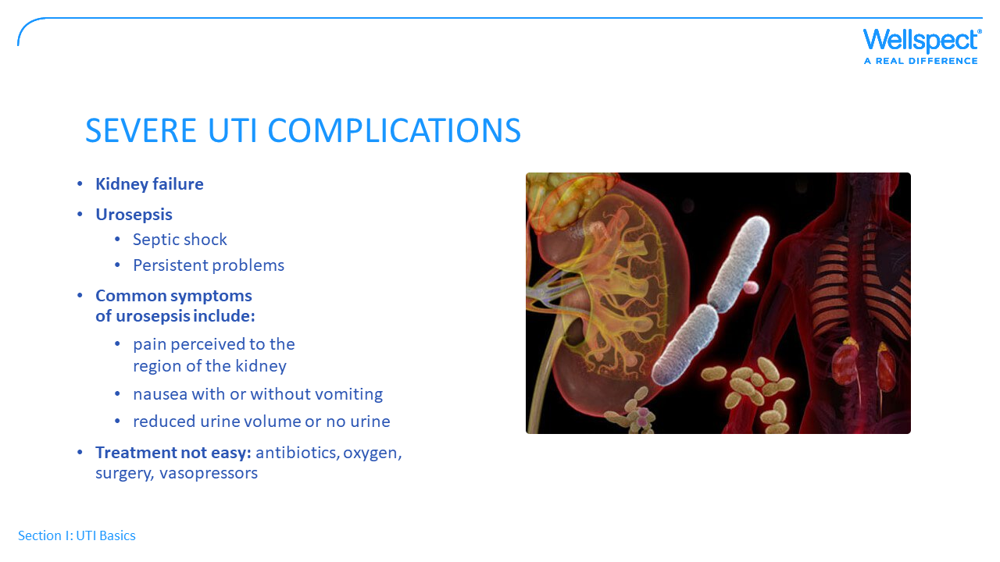 Wellspect®
A REAL DIFFERENCE
SEVERE UTI COMPLICATIONS
• Kidney failure
• Urosepsis
• Septic shock
• Persistent problems
• Common symptoms
of urosepsis include:
• pain perceived to the
region of the kidney
• nausea with or without vomiting
• reduced urine volume or no urine
• Treatment not easy: antibiotics, oxygen,
surgery, vasopressors
Section I: UTI Basics